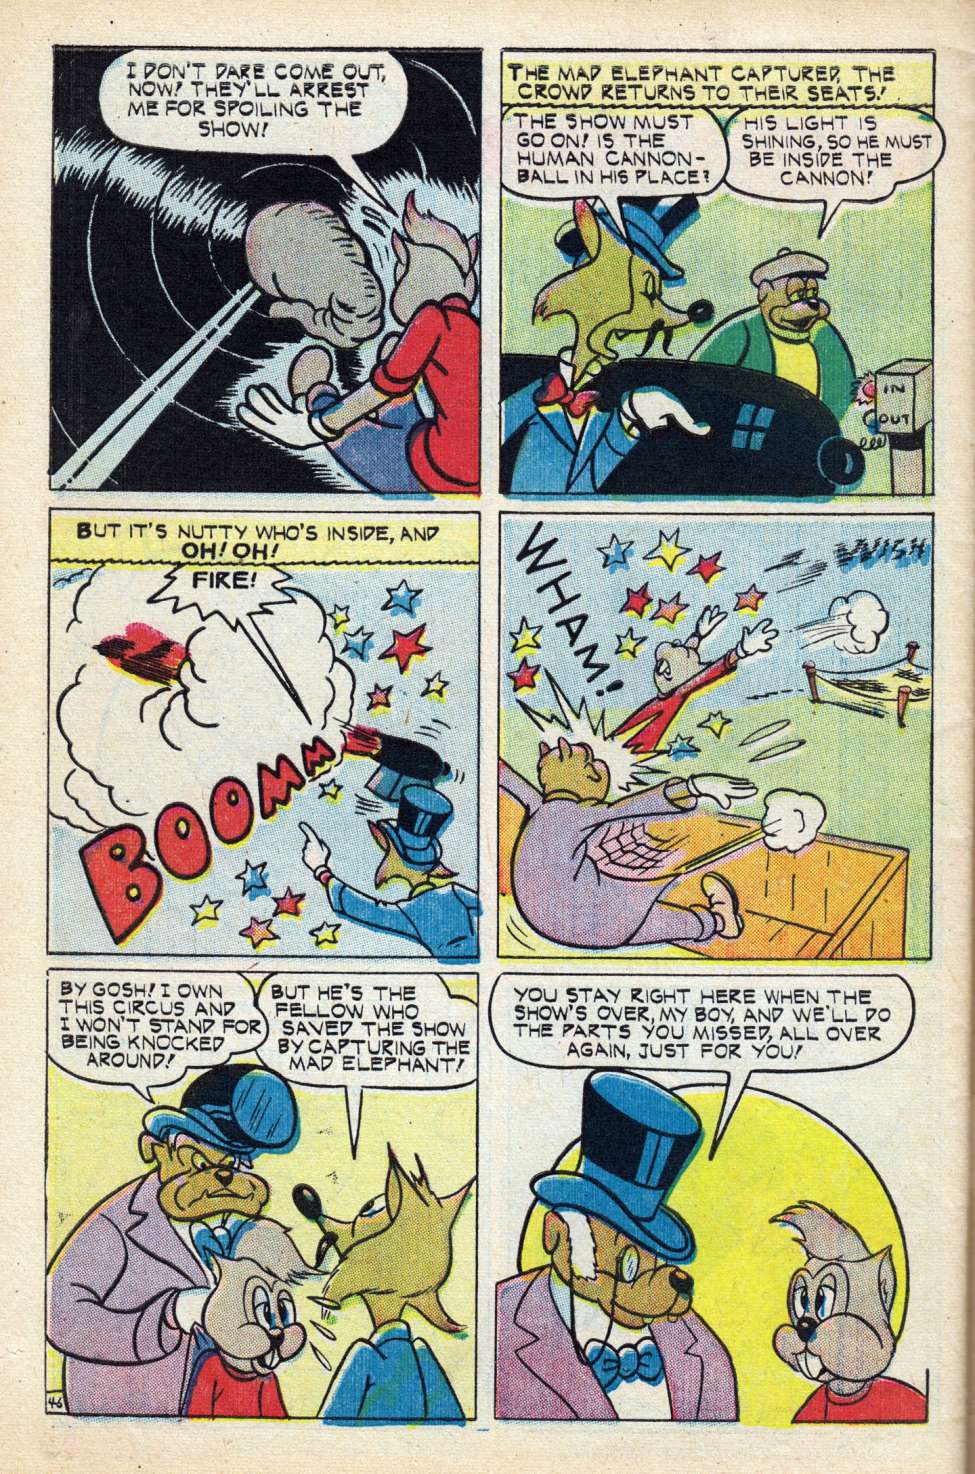 I DON'T DARE COME OUT,
NOW! THEY'LL ARREST
ME FOR SPOILING THE
SHOW!
THE MAD ELEPHANT CAPTURED, THE
CROWD RETURNS TO THEIR SEATS!
THE SHOW MUST
GO ON! IS THE
HUMAN CANNON-
BALL IN HIS PLACE?
HIS LIGHT IS
SHINING, SO HE MUST
BE INSIDE THE
CANNON!
IN
OUT
BUT IT'S NUTTY WHO'S INSIDE, AND
OH! OH!
FIRE!
BOOMMM
WHAM!
WHISH
BY GOSH! I OWN
THIS CIRCUS AND
I WON'T STAND FOR
BEING KNOCKED
AROUND!
BUT HE'S THE
FELLOW WHO
SAVED THE SHOW
BY CAPTURING THE
MAD ELEPHANT!
46
YOU STAY RIGHT HERE WHEN THE
SHOW'S OVER, MY BOY, AND WE'LL DO
THE PARTS YOU MISSED, ALL OVER
AGAIN, JUST FOR YOU!